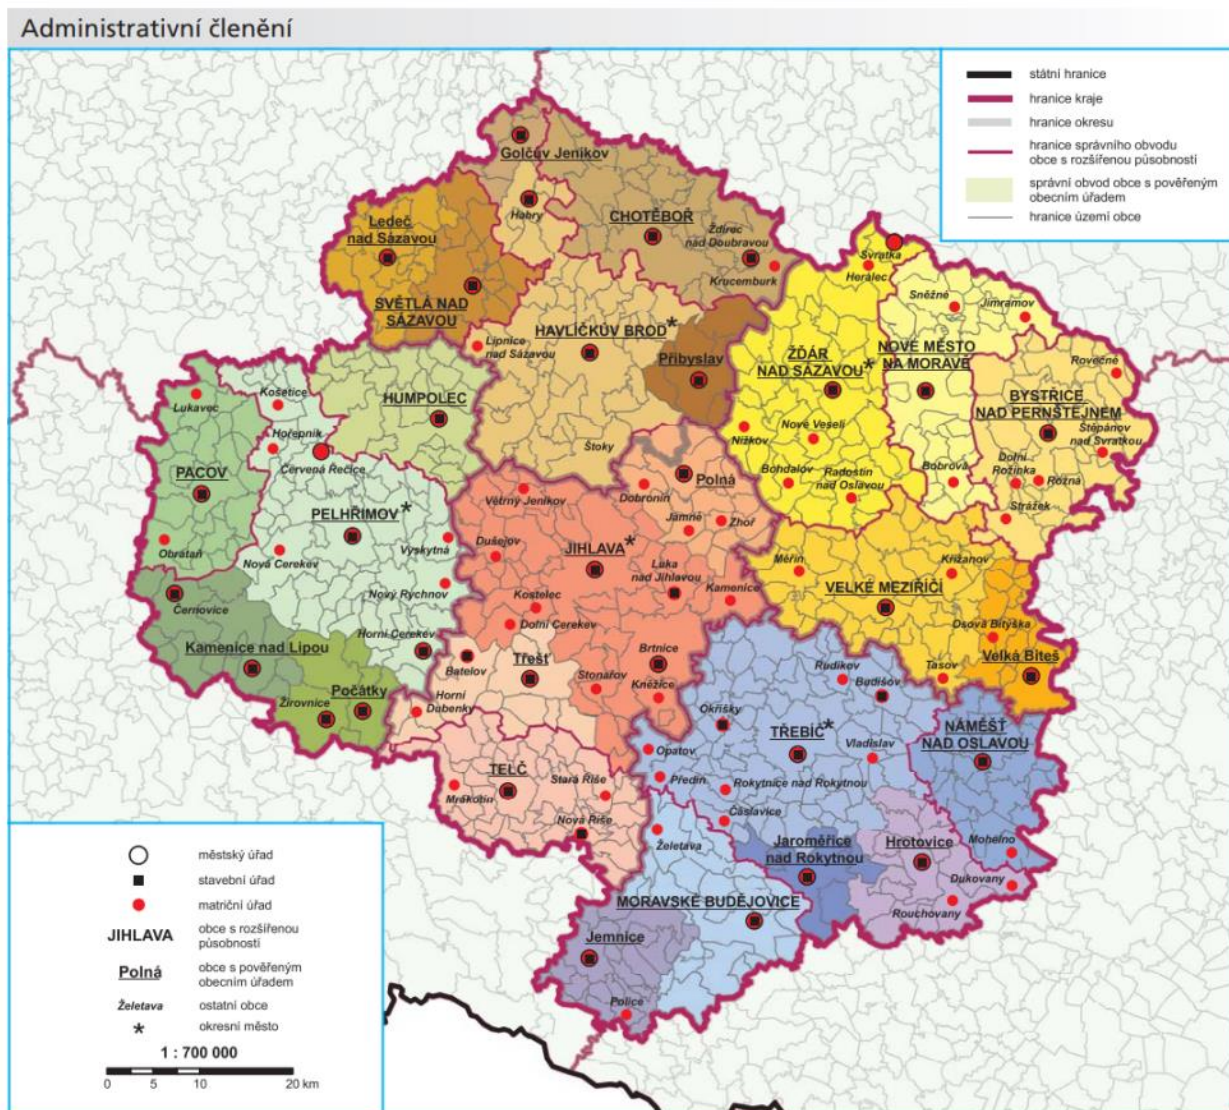 Administrativní členění
státní hranice
hranice kraje
hranice okresu
hranice správního obvodu
obce s rozšířenou působností
správní obvod obce s pověřeným
obecním úřadem
hranice území obce
Golčův Jeníkov
Habry
CHOTĚBOŘ
Ždírec
nad Doubravou
Krucemburk
Ledeč
nad Sázavou
SVĚTLÁ NAD
SÁZAVOU
Lipnice
nad Sázavou
HAVLÍČKŮV BROD*
Přibyslav
Štoky
Svratka
Herálec
Sněžné
Jimramov
ŽĎÁR
NAD SÁZAVOU*
NOVÉ MĚSTO
NA MORAVĚ
Rovečné
BYSTŘICE
NAD PERNŠTEJNEM
Štěpánov
nad Svratkou
Nížkov
Nové Veselí
Bohdalov
Radostín
nad Oslavou
Bobrová
Dolní
Rožínka
Rožná
Strážek
Lukavec
Košetice
HUMPOLEC
Hořepník
Červená Řečice
PACOV
PELHŘIMOV*
Obrataň
Nová Cerekev
Vyskytná
Nový Rychnov
Černovice
Horní Cerekev
Kamenice nad Lipou
Počátky
Žirovnice
Větrný Jeníkov
Dobronín
Polná
Jamné
Zhoř
Dušejov
JIHLAVA*
Luka
nad Jihlavou
Kamenice
Kostelec
Dolní Cerekev
Brtnice
Batelov
Třešť
Stonařov
Kněžice
Horní
Dubenky
TELČ
Stará Říše
Mrákotín
Nová Říše
Měřín
Křižanov
VELKÉ MEZIŘÍČÍ
Osová Bítýška
Velká Bíteš
Tasov
Rudíkov
Budišov
Okříšky
TŘEBÍČ*
Vladislav
NÁMĚŠŤ
NAD OSLAVOU
Opatov
Předín
Rokytnice nad Rokytnou
Čáslavice
Želetava
Jaroměřice
nad Rokytnou
Hrotovice
Mohelno
Dukovany
Rouchovany
MORAVSKÉ BUDĚJOVICE
Jemnice
Police
městský úřad
stavební úřad
matriční úřad
JIHLAVA
obce s rozšířenou
působností
Polná
obce s pověřeným
obecním úřadem
Želetava
ostatní obce
* okresní město
1 : 700 000
0 5 10 20 km